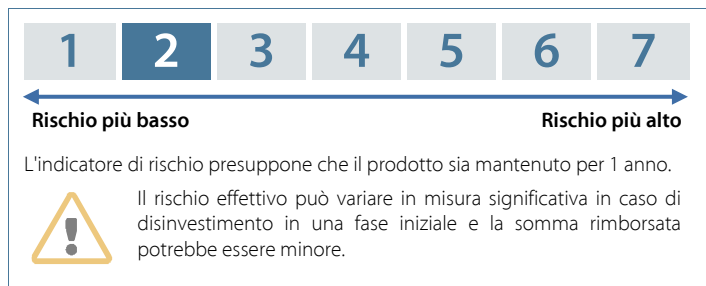 1 2 3 4 5 6 7
Rischio più basso Rischio più alto
L'indicatore di rischio presuppone che il prodotto sia mantenuto per 1 anno.
Il rischio effettivo può variare in misura significativa in caso di
disinvestimento in una fase iniziale e la somma rimborsata
potrebbe essere minore.